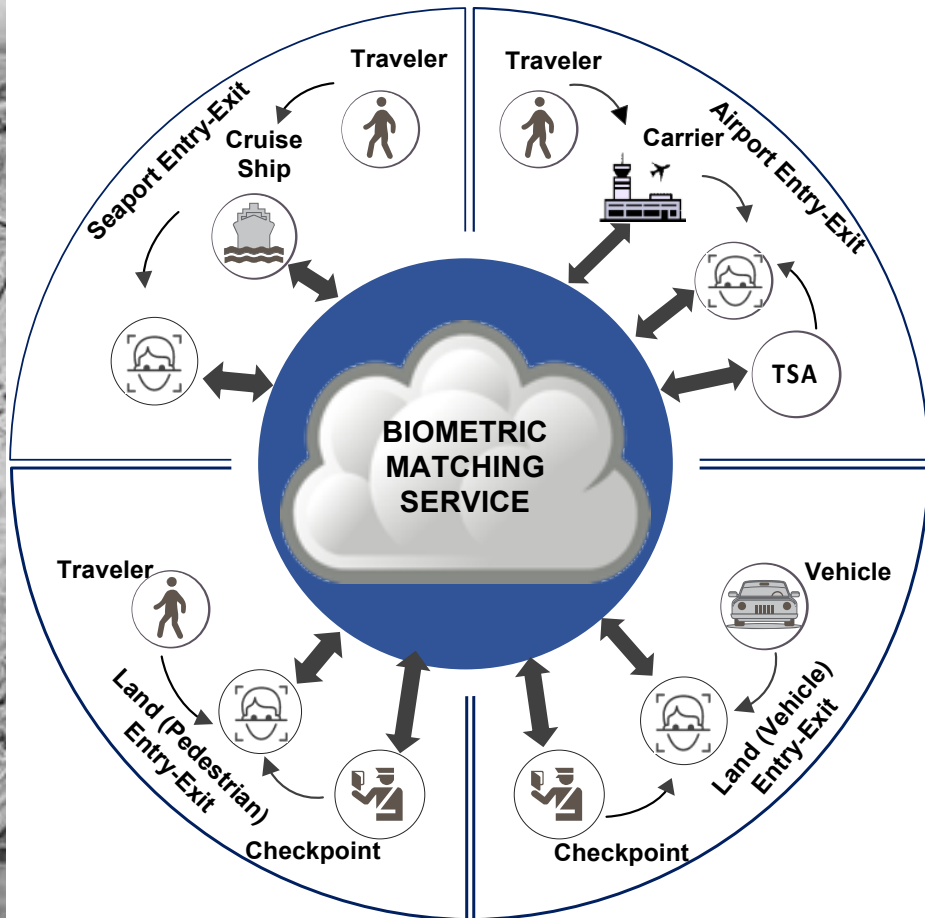 Traveler
Cruise
Ship
Seaport Entry-Exit
Traveler
Carrier
Airport Entry-Exit
TSA
BIOMETRIC
MATCHING
SERVICE
Traveler
Land (Pedestrian)
Entry-Exit
Checkpoint
Vehicle
Land (Vehicle)
Entry-Exit
Checkpoint